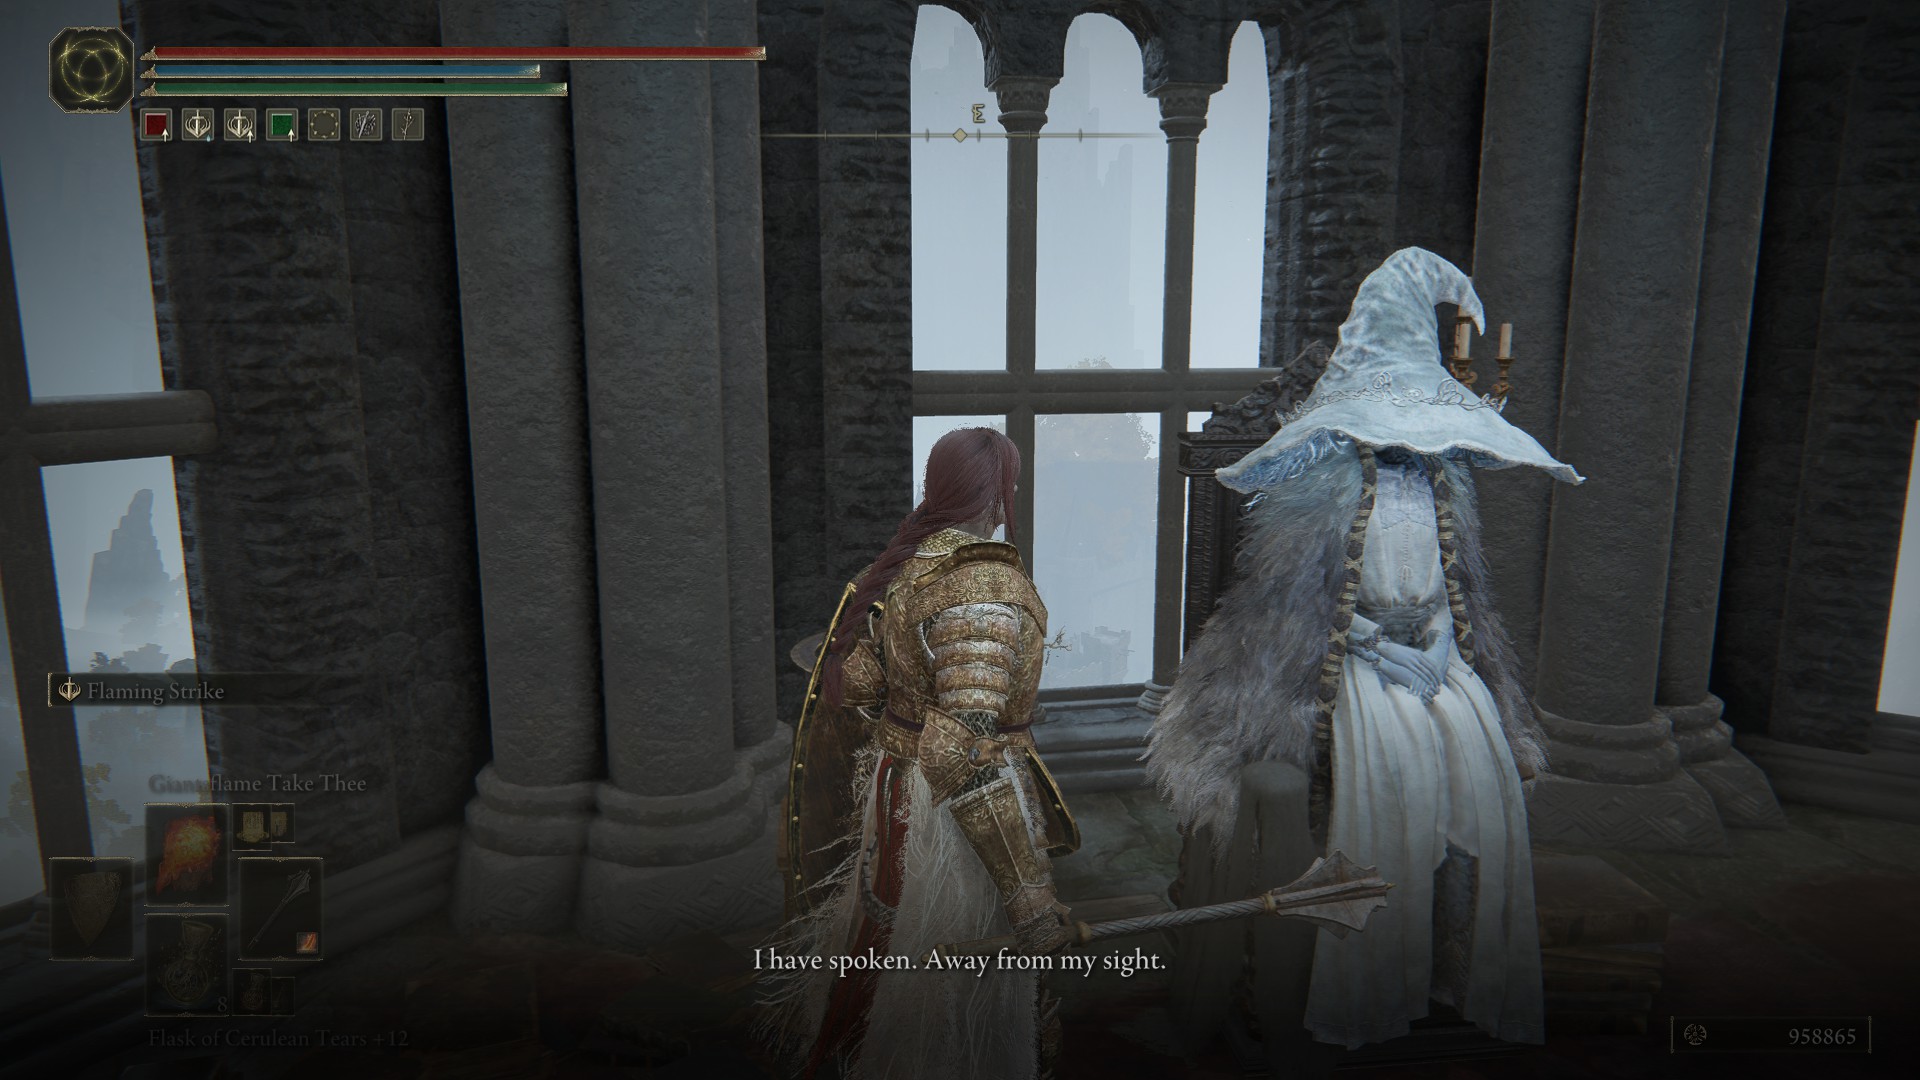 E
Flaming Strike
Giantsflame Take Thee
8
Flask of Cerulean Tears +12
I have spoken. Away from my sight.
958865